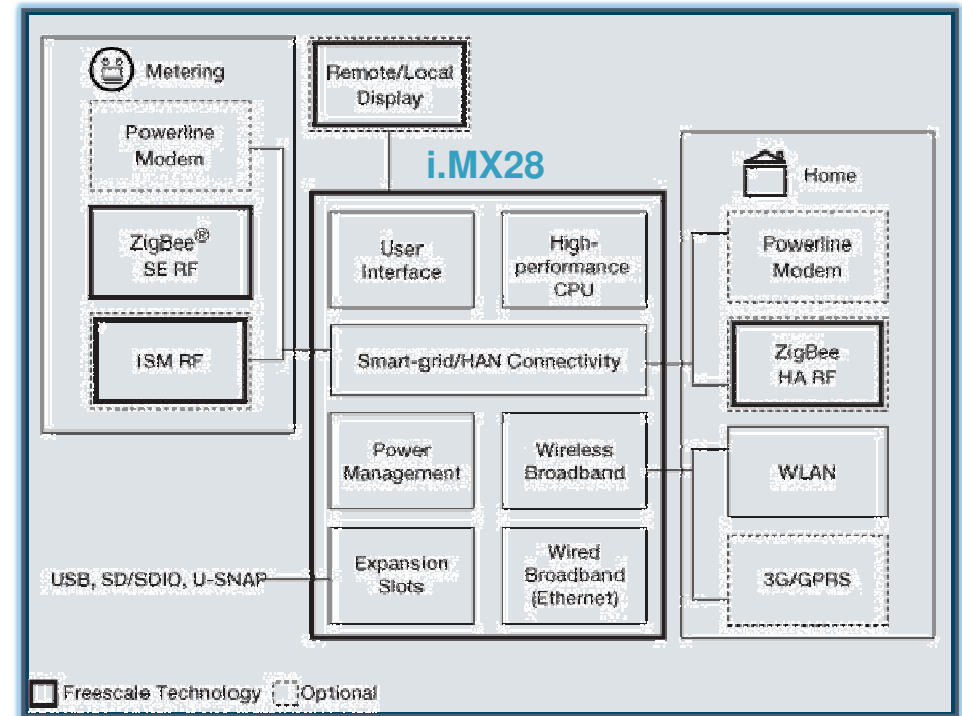 Metering
Powerline
Modem
ZigBee®
SE RF
ISM RF
Remote/Local
Display
i.MX28
User
Interface
High-
performance
CPU
Smart-grid/HAN Connectivity
Power
Management
Wireless
Broadband
Expansion
Slots
Wired
Broadband
(Ethernet)
USB, SD/SDIO, U-SNAP
Home
Powerline
Modem
ZigBee
HA RF
WLAN
3G/GPRS
Freescale Technology
Optional